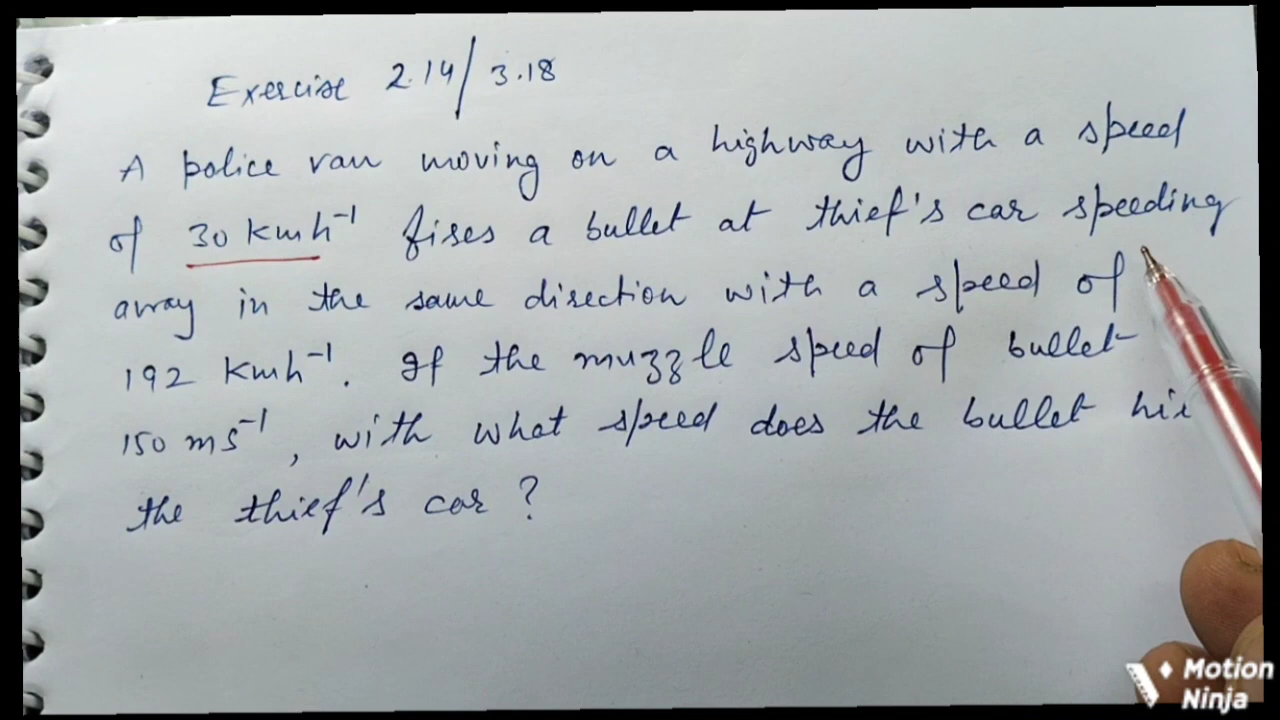 Exercise 2.14/3.18
A police van moving on a highway with a speed
of 30 kmh⁻¹ fires a bullet at thief's car speeding
away in the same direction with a speed of
192 kmh⁻¹. If the muzzle speed of bullet
150 ms⁻¹, with what speed does the bullet hit
the thief's car ?
Motion
Ninja